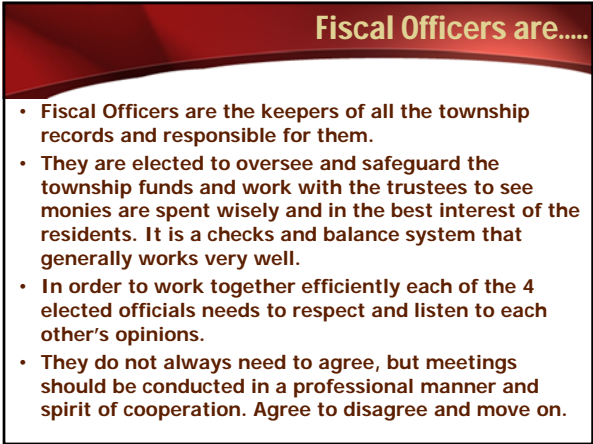 Fiscal Officers are.....
• Fiscal Officers are the keepers of all the township
records and responsible for them.
• They are elected to oversee and safeguard the
township funds and work with the trustees to see
monies are spent wisely and in the best interest of the
residents. It is a checks and balance system that
generally works very well.
• In order to work together efficiently each of the 4
elected officials needs to respect and listen to each
other's opinions.
• They do not always need to agree, but meetings
should be conducted in a professional manner and
spirit of cooperation. Agree to disagree and move on.